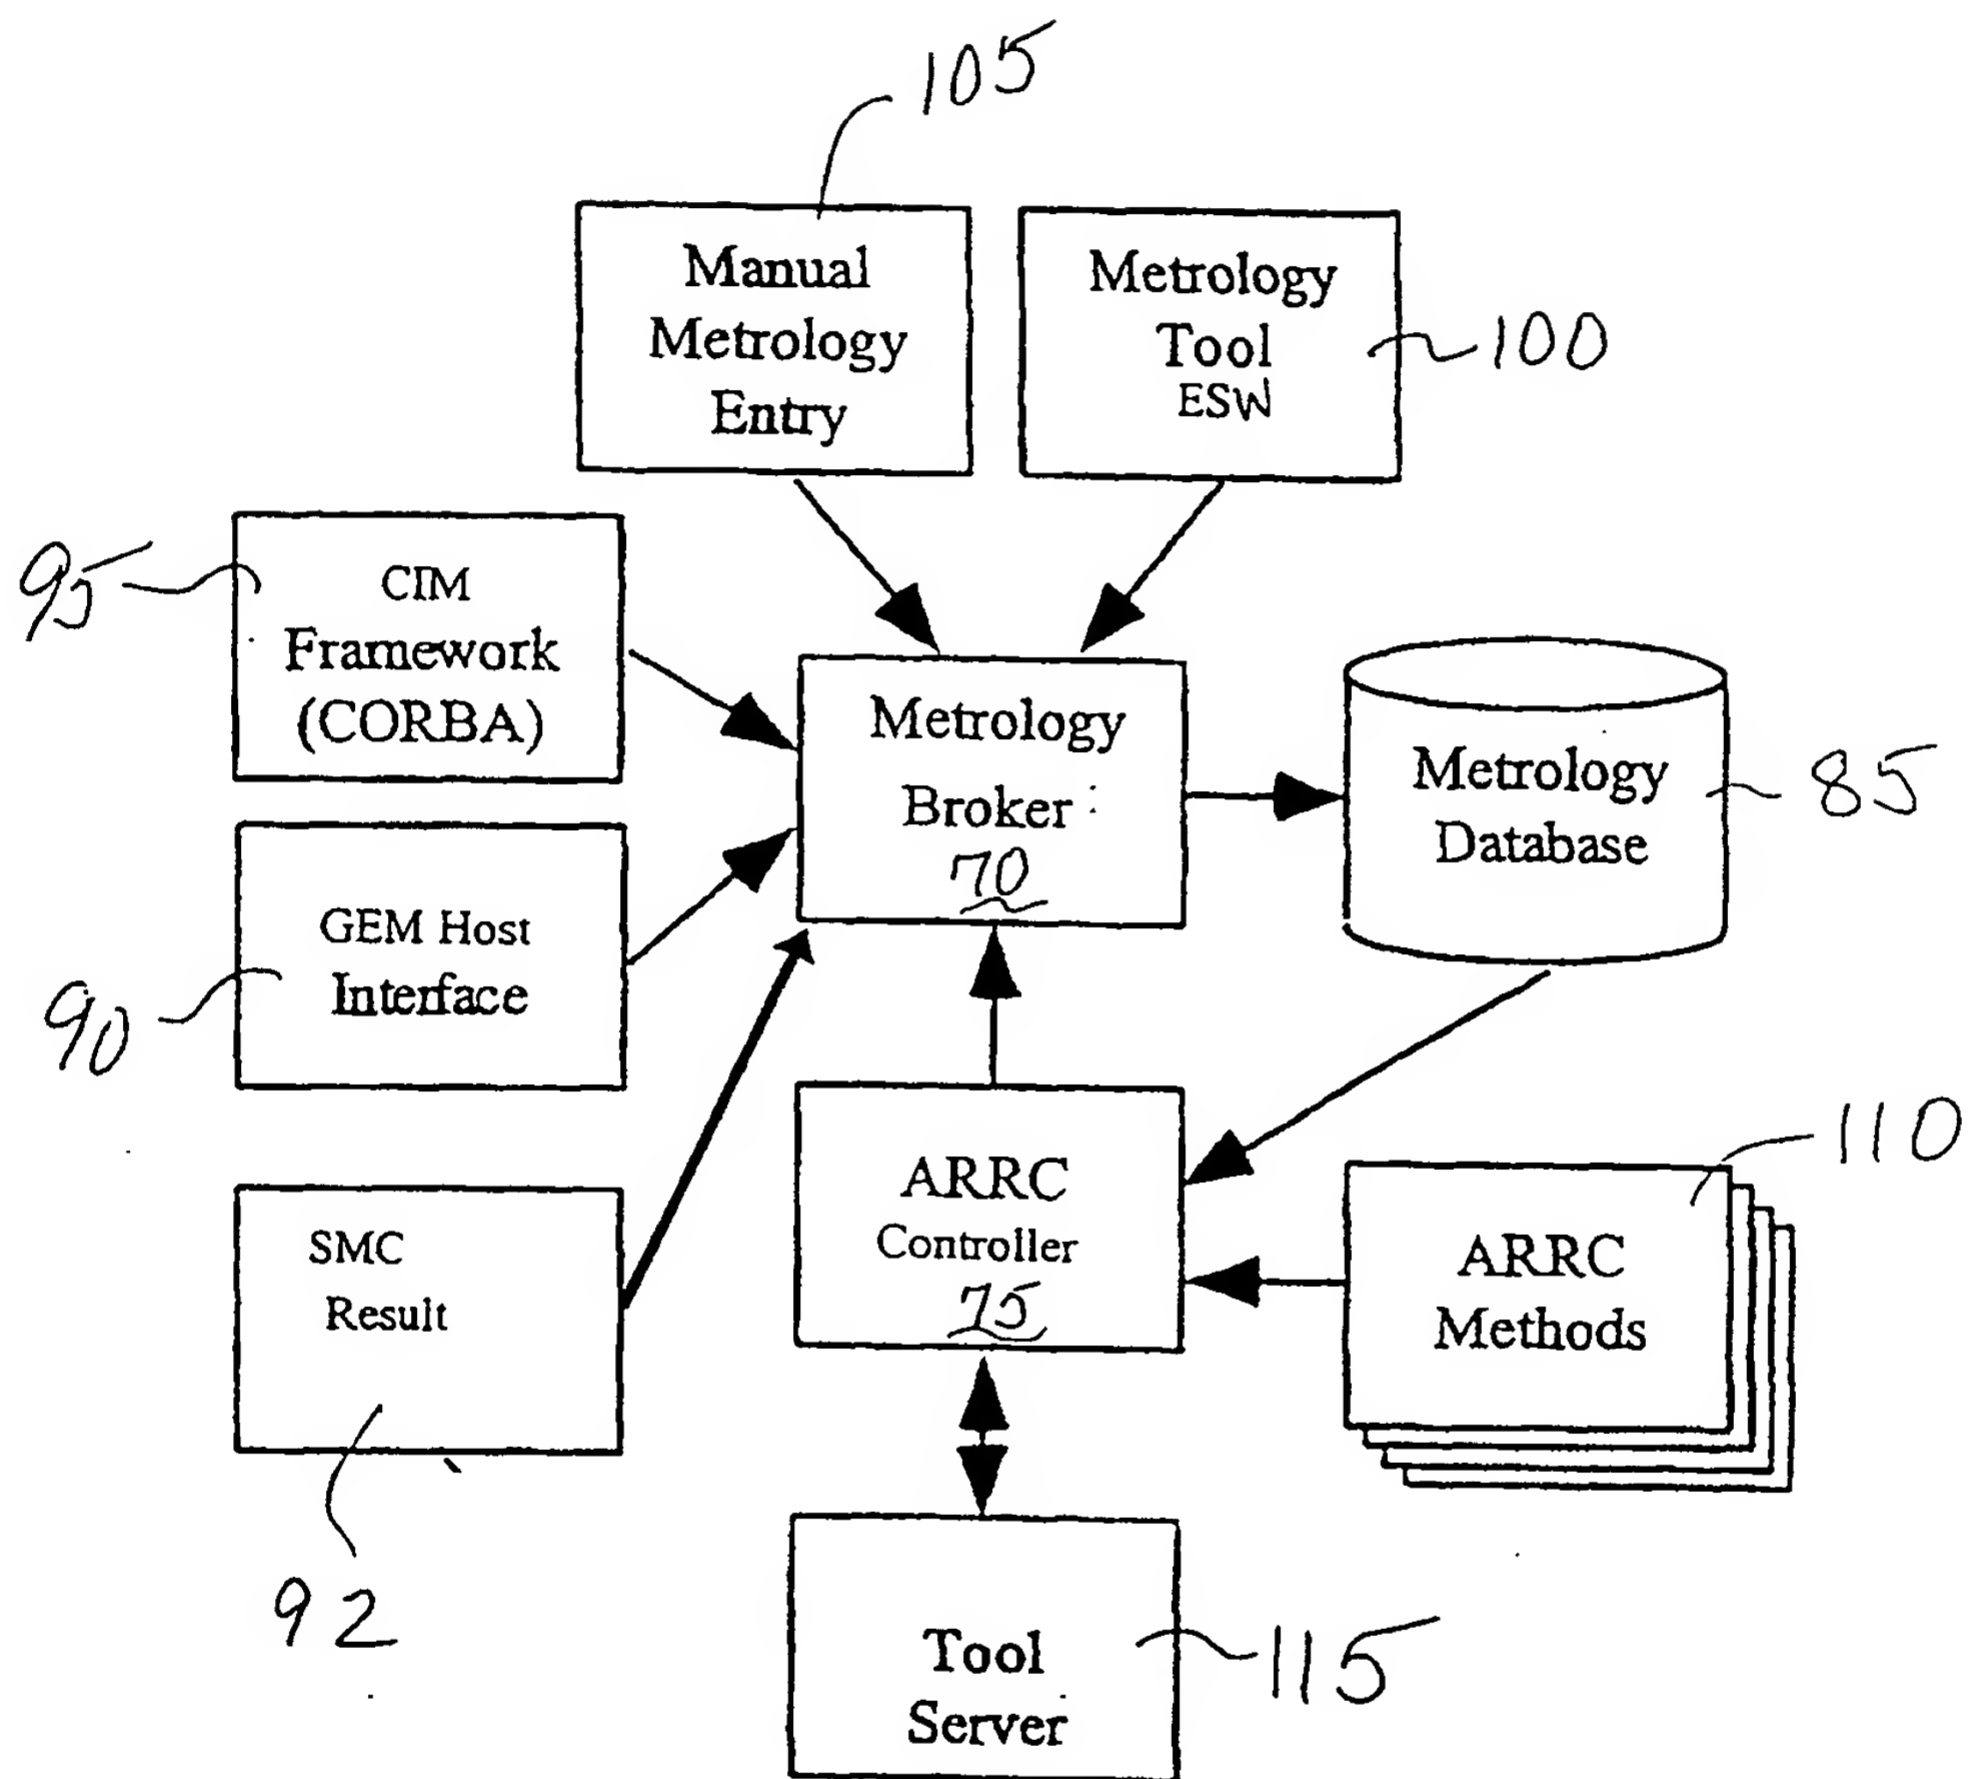 105
Manual
Metrology
Entry
Metrology
Tool
ESW
100
95
CIM
Framework
(CORBA)
Metrology
Broker
70
Metrology
Database
85
GEM Host
Interface
90
ARRC
Controller
75
110
ARRC
Methods
SMC
Result
92
Tool
Server
115